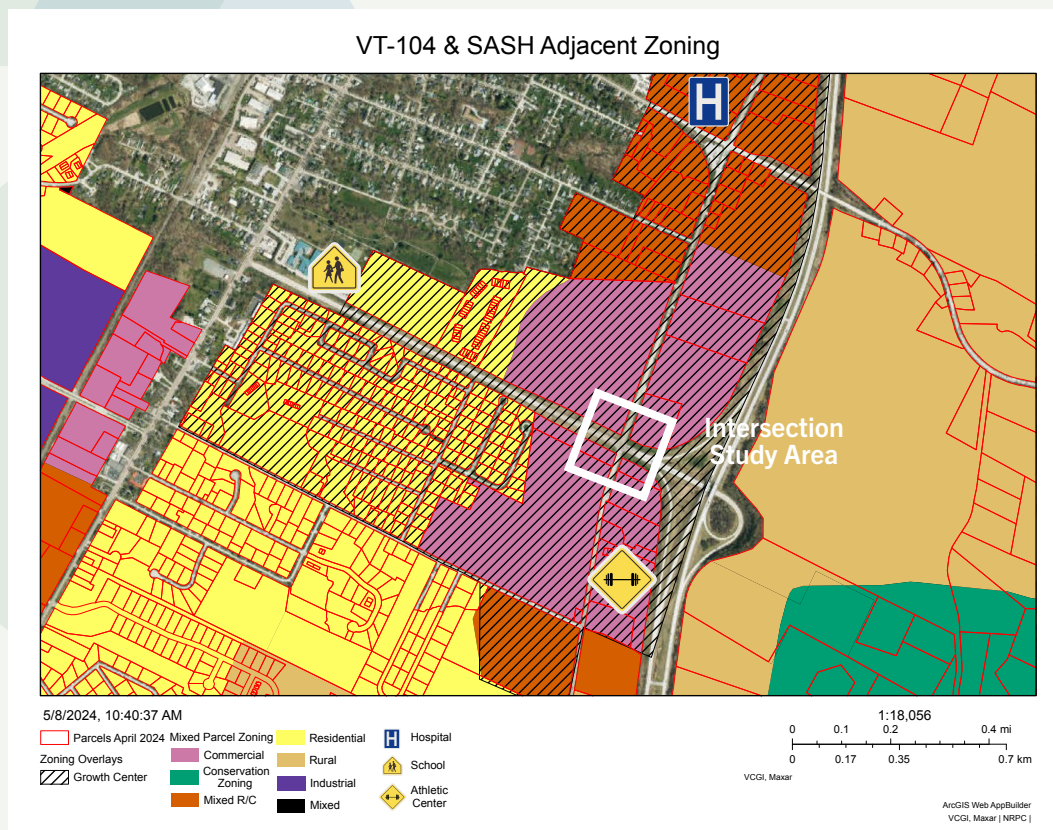 VT-104 & SASH Adjacent Zoning
H
Intersection
Study Area
5/8/2024, 10:40:37 AM
Parcels April 2024
Zoning Overlays
Growth Center
Mixed Parcel Zoning
Commercial
Conservation
Zoning
Mixed R/C
Residential
Rural
Industrial
Mixed
H Hospital
School
Athletic
Center
1:18,056
0 0.1 0.2 0.4 mi
0 0.17 0.35 0.7 km
VCGI, Maxar
ArcGIS Web AppBuilder
VCGI, Maxar | NRPC |